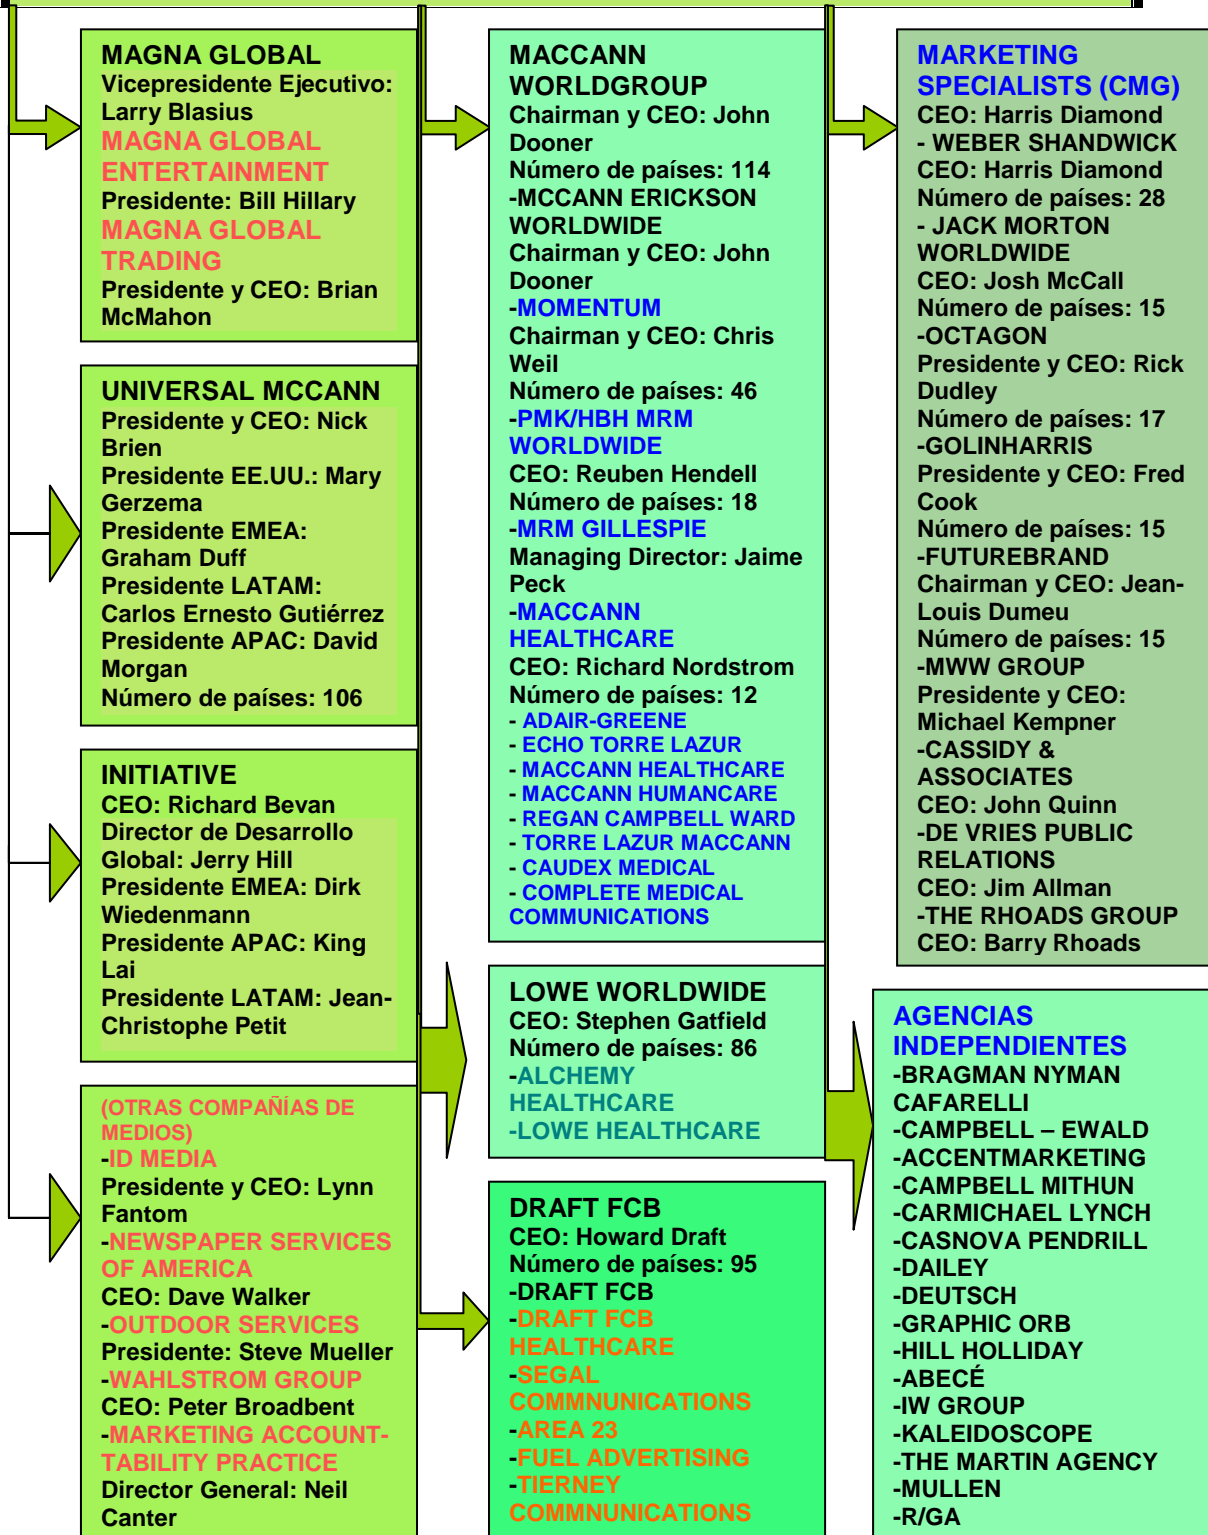 MAGNA GLOBAL
Vicepresidente Ejecutivo:
Larry Blasius
MAGNA GLOBAL
ENTERTAINMENT
Presidente: Bill Hillary
MAGNA GLOBAL
TRADING
Presidente y CEO: Brian
McMahon
UNIVERSAL MCCANN
Presidente y CEO: Nick
Brien
Presidente EE.UU.: Mary
Gerzema
Presidente EMEA:
Graham Duff
Presidente LATAM:
Carlos Ernesto Gutiérrez
Presidente APAC: David
Morgan
Número de países: 106
INITIATIVE
CEO: Richard Bevan
Director de Desarrollo
Global: Jerry Hill
Presidente EMEA: Dirk
Wiedenmann
Presidente APAC: King
Lai
Presidente LATAM: Jean-
Christophe Petit
(OTRAS COMPAÑÍAS DE
MEDIOS)
-ID MEDIA
Presidente y CEO: Lynn
Fantom
-NEWSPAPER SERVICES
OF AMERICA
CEO: Dave Walker
-OUTDOOR SERVICES
Presidente: Steve Mueller
-WAHLSTROM GROUP
CEO: Peter Broadbent
-MARKETING ACCOUNT-
TABILITY PRACTICE
Director General: Neil
Canter
MACCANN
WORLDGROUP
Chairman y CEO: John
Dooner
Número de países: 114
-MCCANN ERICKSON
WORLDWIDE
Chairman y CEO: John
Dooner
-MOMENTUM
Chairman y CEO: Chris
Weil
Número de países: 46
-PMK/HBH MRM
WORLDWIDE
CEO: Reuben Hendell
Número de países: 18
-MRM GILLESPIE
Managing Director: Jaime
Peck
-MACCANN
HEALTHCARE
CEO: Richard Nordstrom
Número de países: 12
- ADAIR-GREENE
- ECHO TORRE LAZUR
- MACCANN HEALTHCARE
- MACCANN HUMANCARE
- REGAN CAMPBELL WARD
- TORRE LAZUR MACCANN
- CAUDEX MEDICAL
- COMPLETE MEDICAL
COMMUNICATIONS
LOWE WORLDWIDE
CEO: Stephen Gatfield
Número de países: 86
-ALCHEMY
HEALTHCARE
-LOWE HEALTHCARE
DRAFT FCB
CEO: Howard Draft
Número de países: 95
-DRAFT FCB
-DRAFT FCB
HEALTHCARE
-SEGAL
COMMNUNICATIONS
-AREA 23
-FUEL ADVERTISING
-TIERNEY
COMMNUNICATIONS
MARKETING
SPECIALISTS (CMG)
CEO: Harris Diamond
- WEBER SHANDWICK
CEO: Harris Diamond
Número de países: 28
- JACK MORTON
WORLDWIDE
CEO: Josh McCall
Número de países: 15
-OCTAGON
Presidente y CEO: Rick
Dudley
Número de países: 17
-GOLINHARRIS
Presidente y CEO: Fred
Cook
Número de países: 15
-FUTUREBRAND
Chairman y CEO: Jean-
Louis Dumeu
Número de países: 15
-MWW GROUP
Presidente y CEO:
Michael Kempner
-CASSIDY &
ASSOCIATES
CEO: John Quinn
-DE VRIES PUBLIC
RELATIONS
CEO: Jim Allman
-THE RHOADS GROUP
CEO: Barry Rhoads
AGENCIAS
INDEPENDIENTES
-BRAGMAN NYMAN
CAFARELLI
-CAMPBELL – EWALD
-ACCENTMARKETING
-CAMPBELL MITHUN
-CARMICHAEL LYNCH
-CASNOVA PENDRILL
-DAILEY
-DEUTSCH
-GRAPHIC ORB
-HILL HOLLIDAY
-ABECÉ
-IW GROUP
-KALEIDOSCOPE
-THE MARTIN AGENCY
-MULLEN
-R/GA